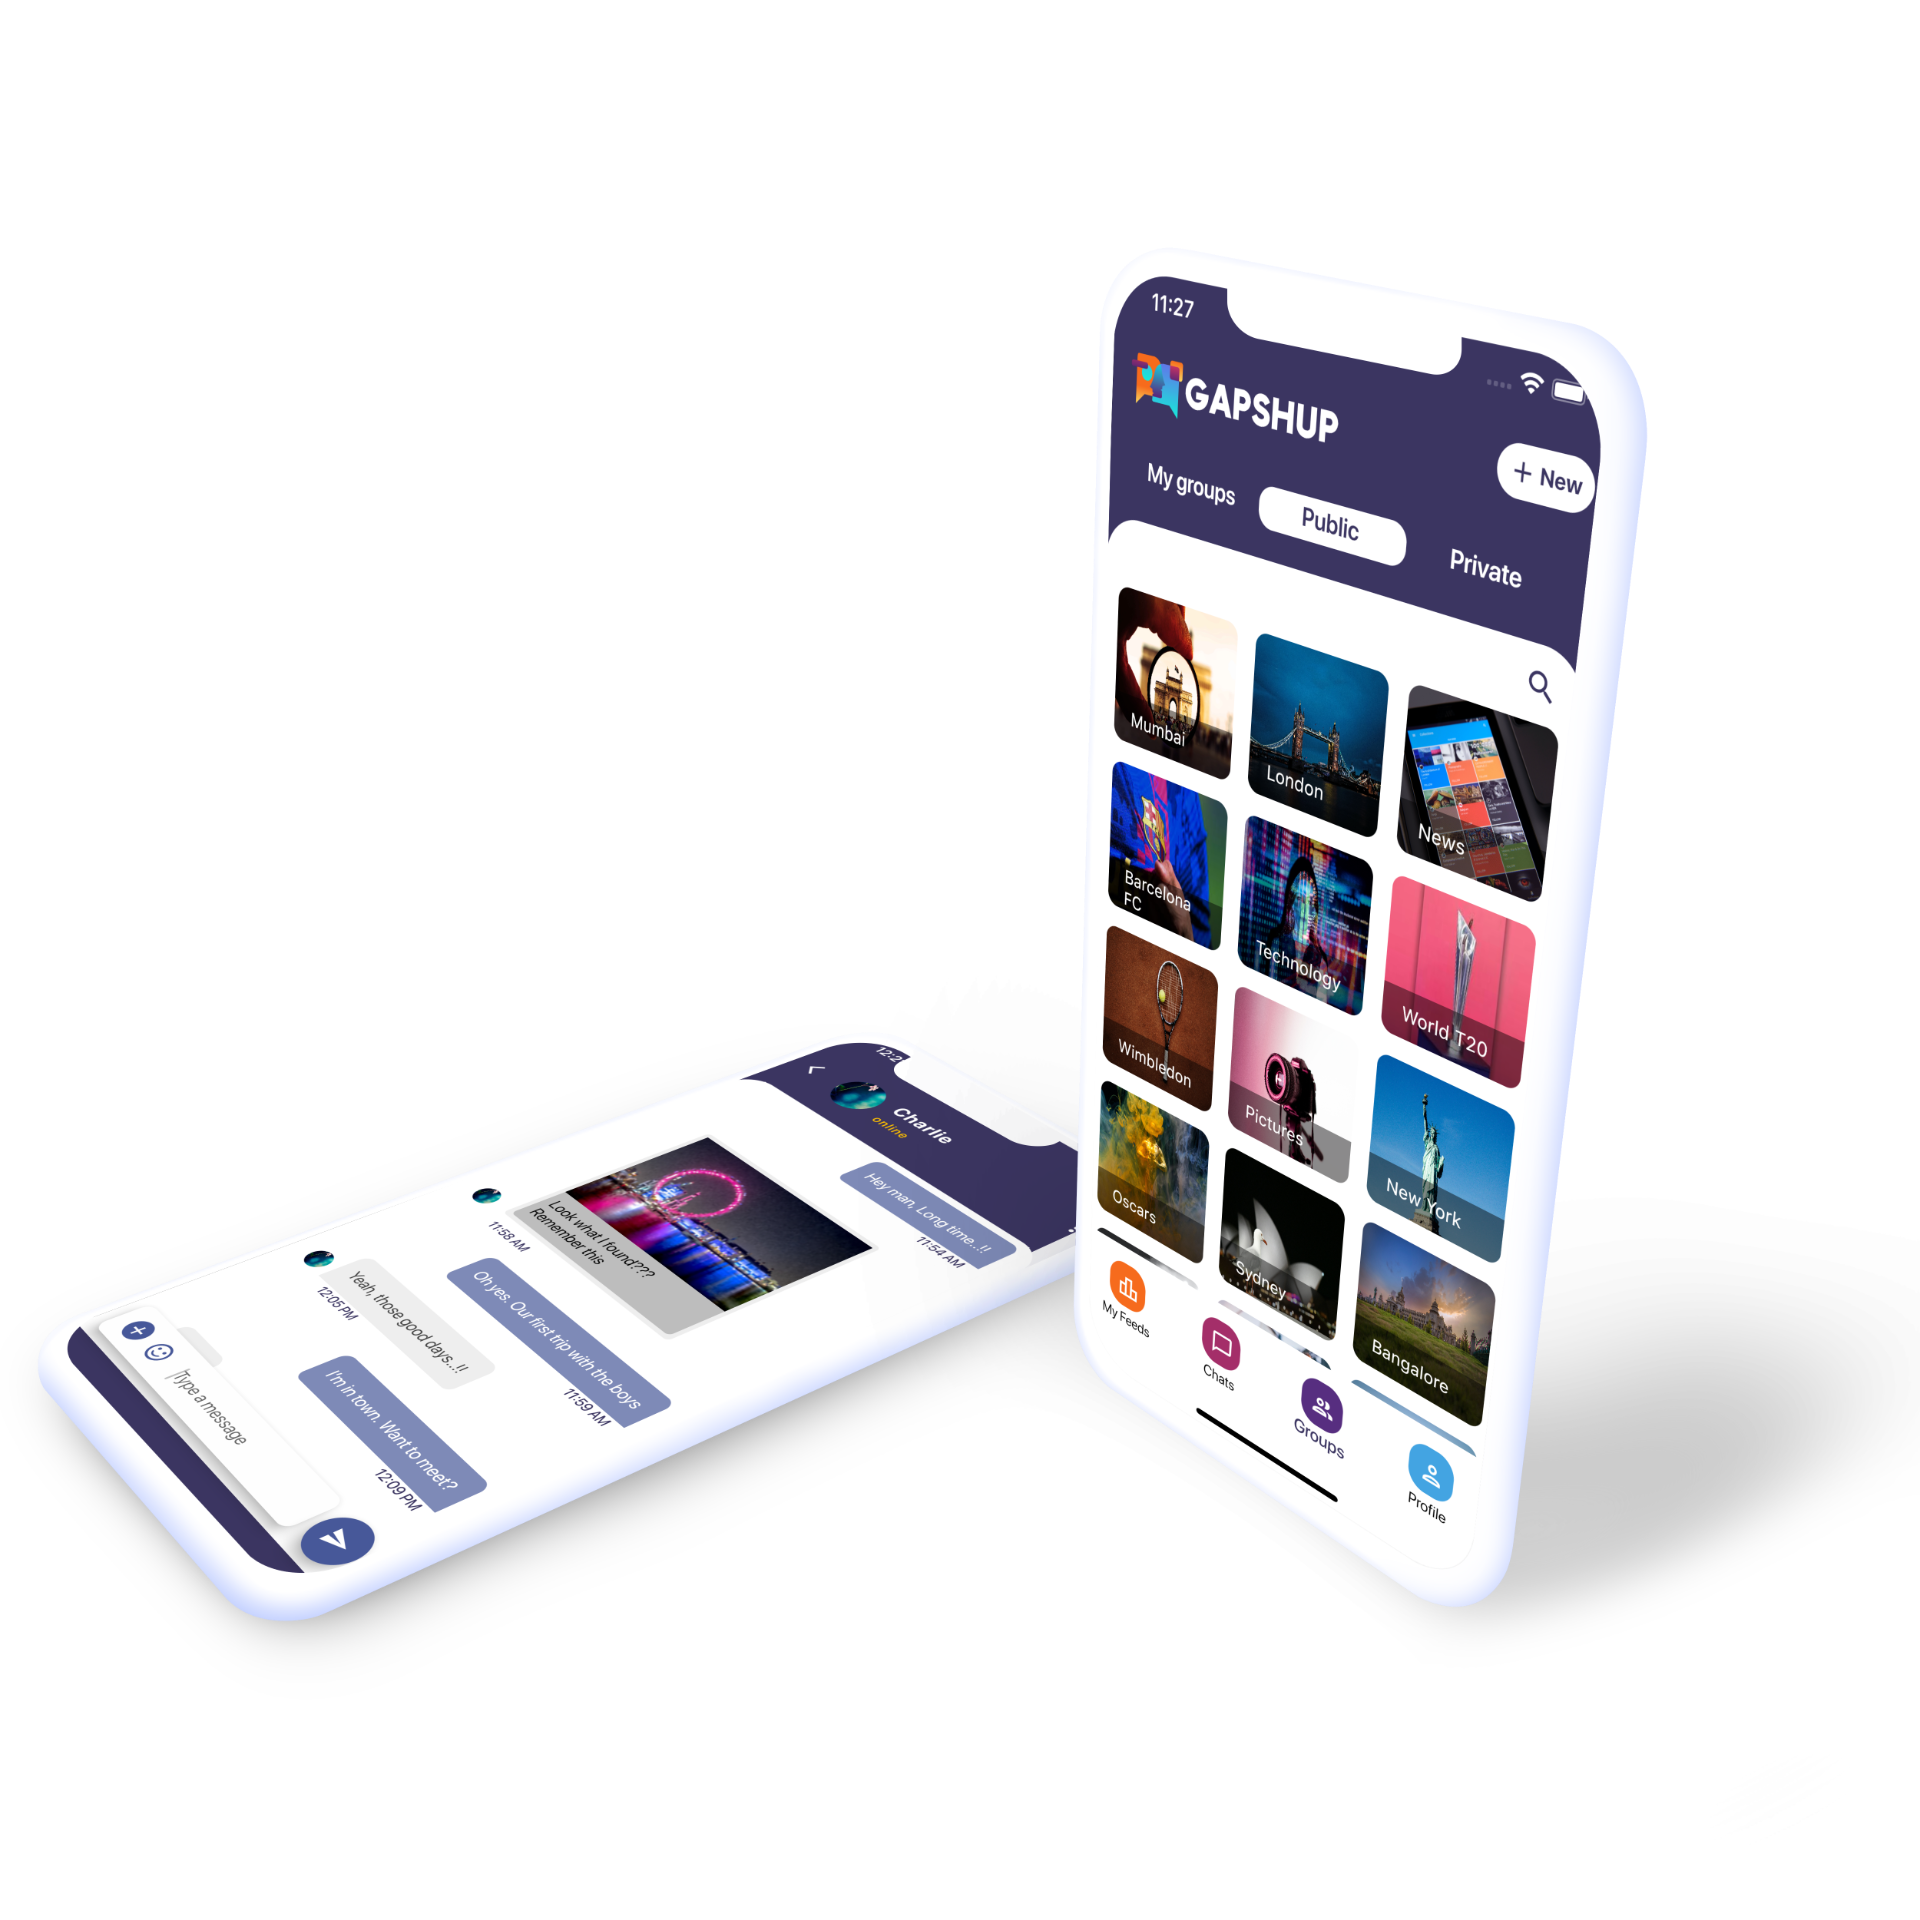 11:27
GAPSHUP
+ New
My groups
Public
Private
Mumbai
London
News
Barcelona
FC
Technology
World T20
Wimbledon
Pictures
New York
Oscars
Sydney
Bangalore
My Feeds
Chats
Groups
Profile
12:2
Charlie
online
Hey man, Long time..!!
11:54 AM
Look what I found???
Remember this
11:58 AM
Oh yes. Our first trip with the boys
11:59 AM
Yeah, those good days...!!
12:05 PM
I'm in town. Want to meet?
12:09 PM
Type a message